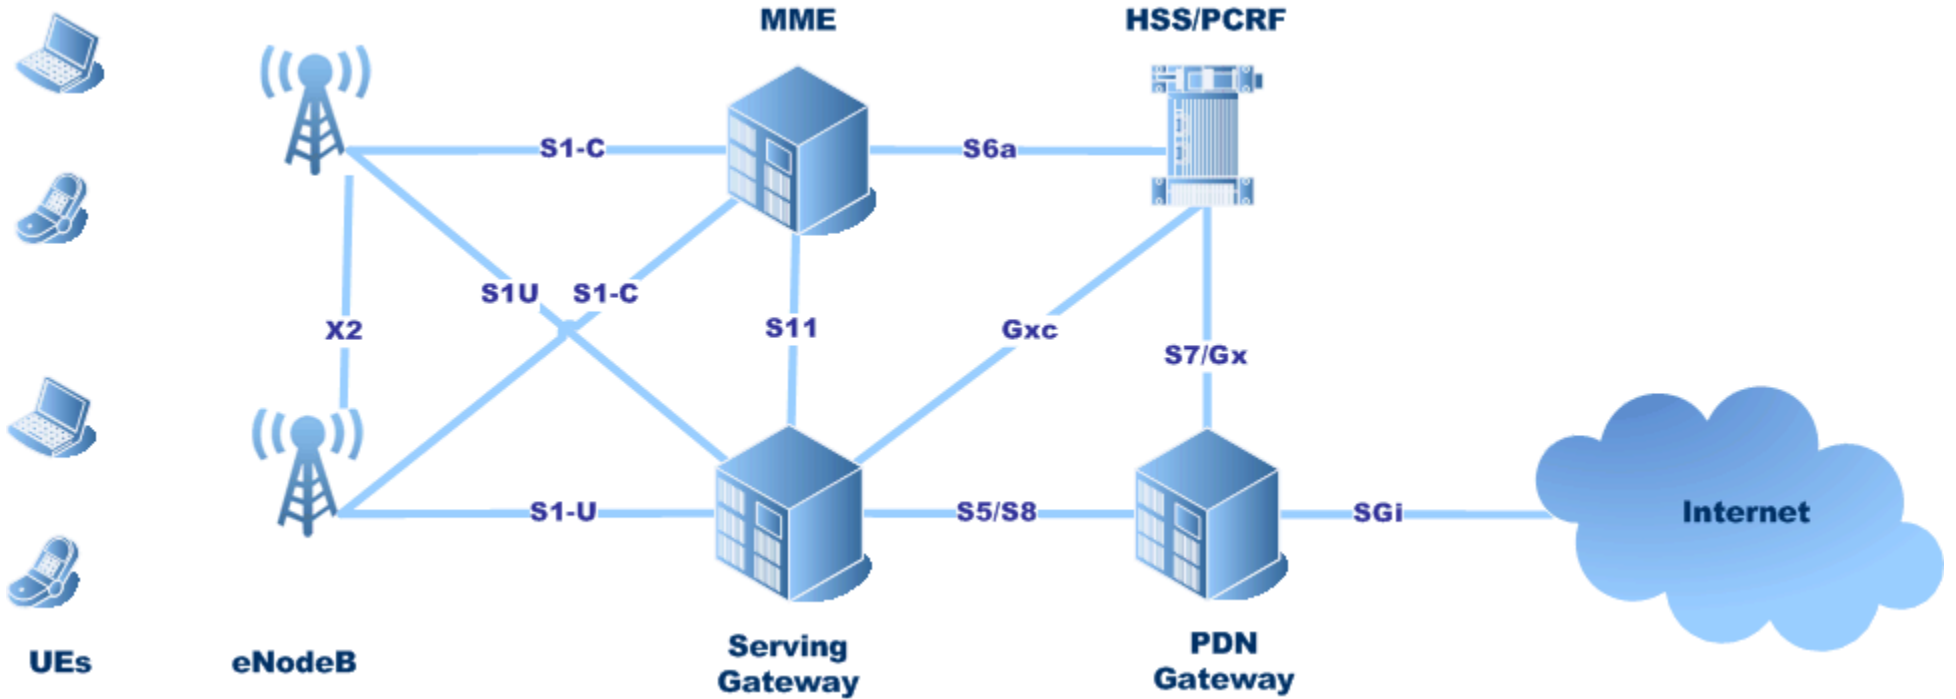 MME
HSS/PCRF
S1-C
S6a
S1U
S1-C
X2
S11
Gxc
S7/Gx
S1-U
S5/S8
SGi
Internet
UEs
eNodeB
Serving
Gateway
PDN
Gateway